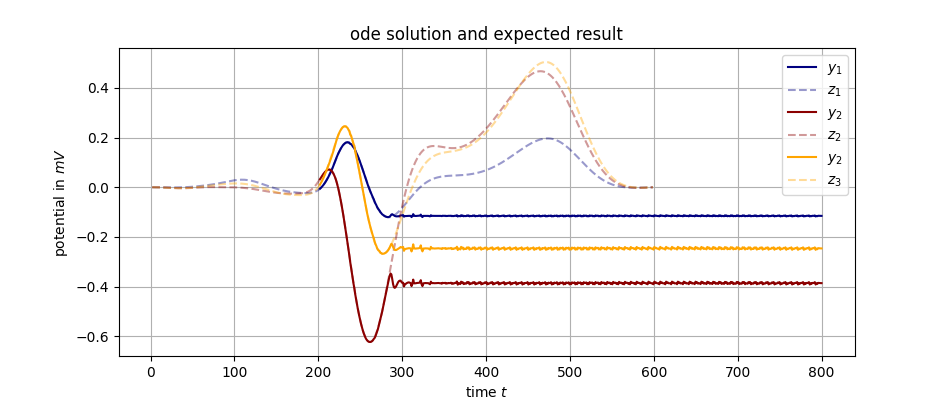 ode solution and expected result
potential in mV
0.4
0.2
0.0
−0.2
−0.4
−0.6
y₁
z₁
y₂
z₂
y₂
z₃
0 100 200 300 400 500 600 700 800
time t